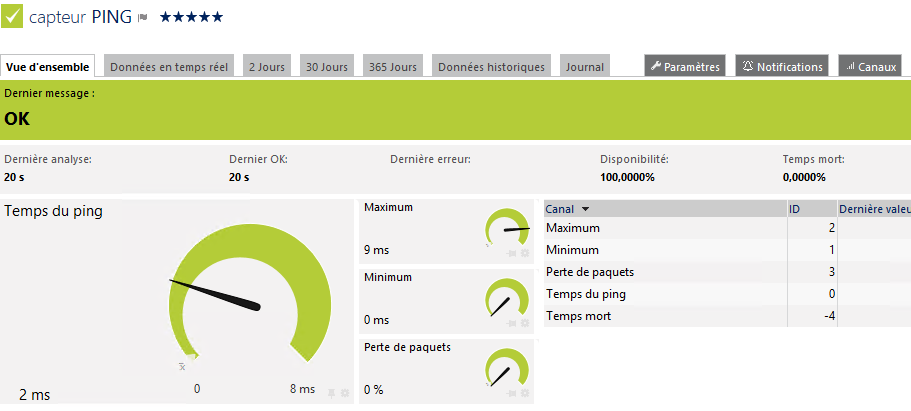 capteur PING
Vue d'ensemble Données en temps réel 2 Jours 30 Jours 365 Jours Données historiques Journal Paramètres Notifications Canaux
Dernier message :
OK
Dernière analyse: Dernier OK: Dernière erreur: Disponibilité: Temps mort:
20 s 20 s 100,0000% 0,0000%
Temps du ping
0 8 ms
2 ms
Maximum
9 ms
Minimum
0 ms
Perte de paquets
0 %
Canal ID Dernière valeu
Maximum 2
Minimum 1
Perte de paquets 3
Temps du ping 0
Temps mort -4